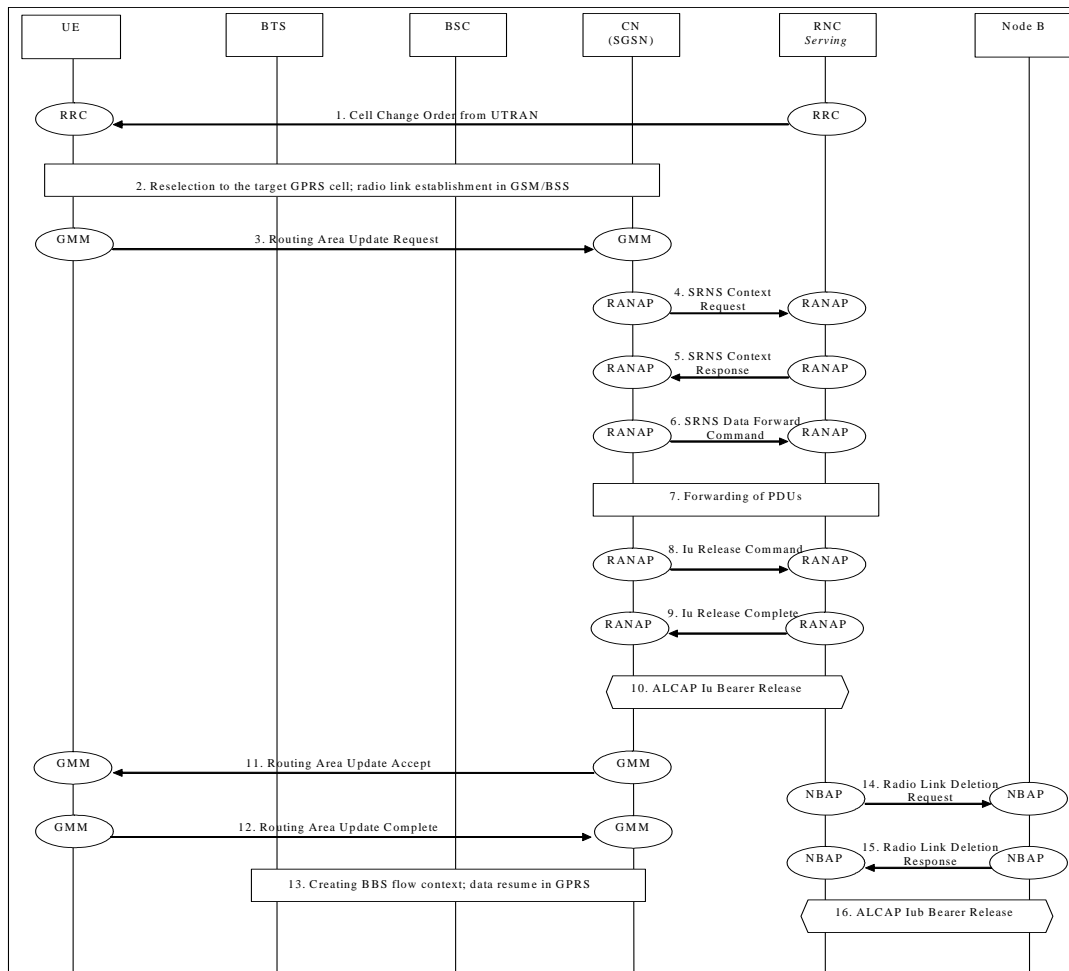 UE
BTS
BSC
CN
(SGSN)
RNC
Serving
Node B
RRC
1. Cell Change Order from UTRAN
RRC
2. Reselection to the target GPRS cell; radio link establishment in GSM/BSS
GMM
3. Routing Area Update Request
GMM
RANAP
4. SRNS Context
Request
RANAP
RANAP
5. SRNS Context
Response
RANAP
RANAP
6. SRNS Data Forward
Command
RANAP
7. Forwarding of PDUs
RANAP
8. Iu Release Command
RANAP
RANAP
9. Iu Release Complete
RANAP
10. ALCAP Iu Bearer Release
GMM
11. Routing Area Update Accept
GMM
NBAP
14. Radio Link Deletion
Request
NBAP
GMM
12. Routing Area Update Complete
GMM
NBAP
15. Radio Link Deletion
Response
NBAP
13. Creating BBS flow context; data resume in GPRS
16. ALCAP Iub Bearer Release